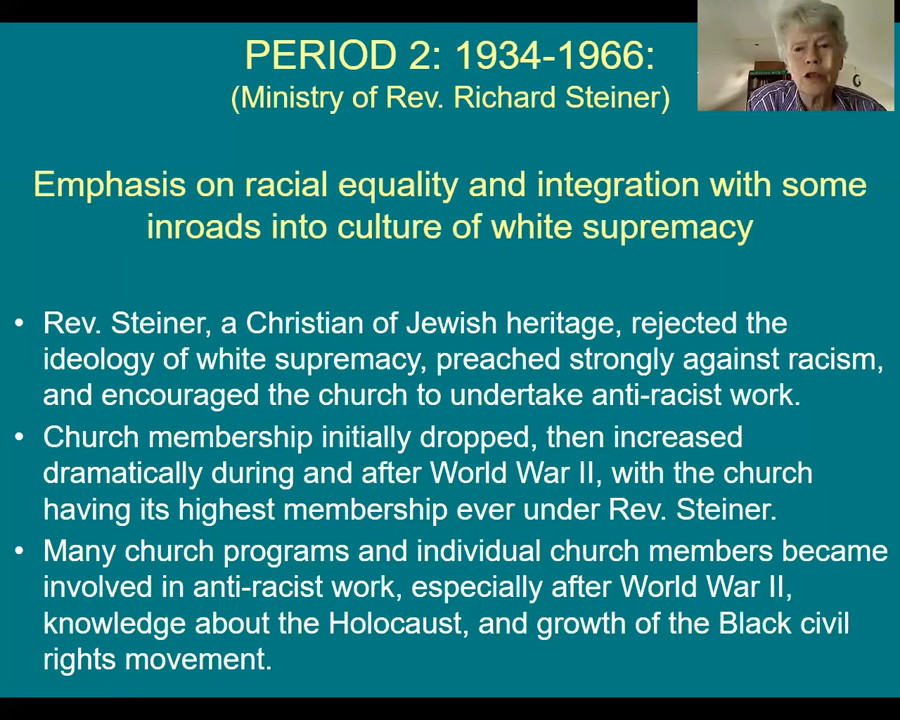 PERIOD 2: 1934-1966:
(Ministry of Rev. Richard Steiner)
Emphasis on racial equality and integration with some
inroads into culture of white supremacy
• Rev. Steiner, a Christian of Jewish heritage, rejected the
ideology of white supremacy, preached strongly against racism,
and encouraged the church to undertake anti-racist work.
• Church membership initially dropped, then increased
dramatically during and after World War II, with the church
having its highest membership ever under Rev. Steiner.
• Many church programs and individual church members became
involved in anti-racist work, especially after World War II,
knowledge about the Holocaust, and growth of the Black civil
rights movement.